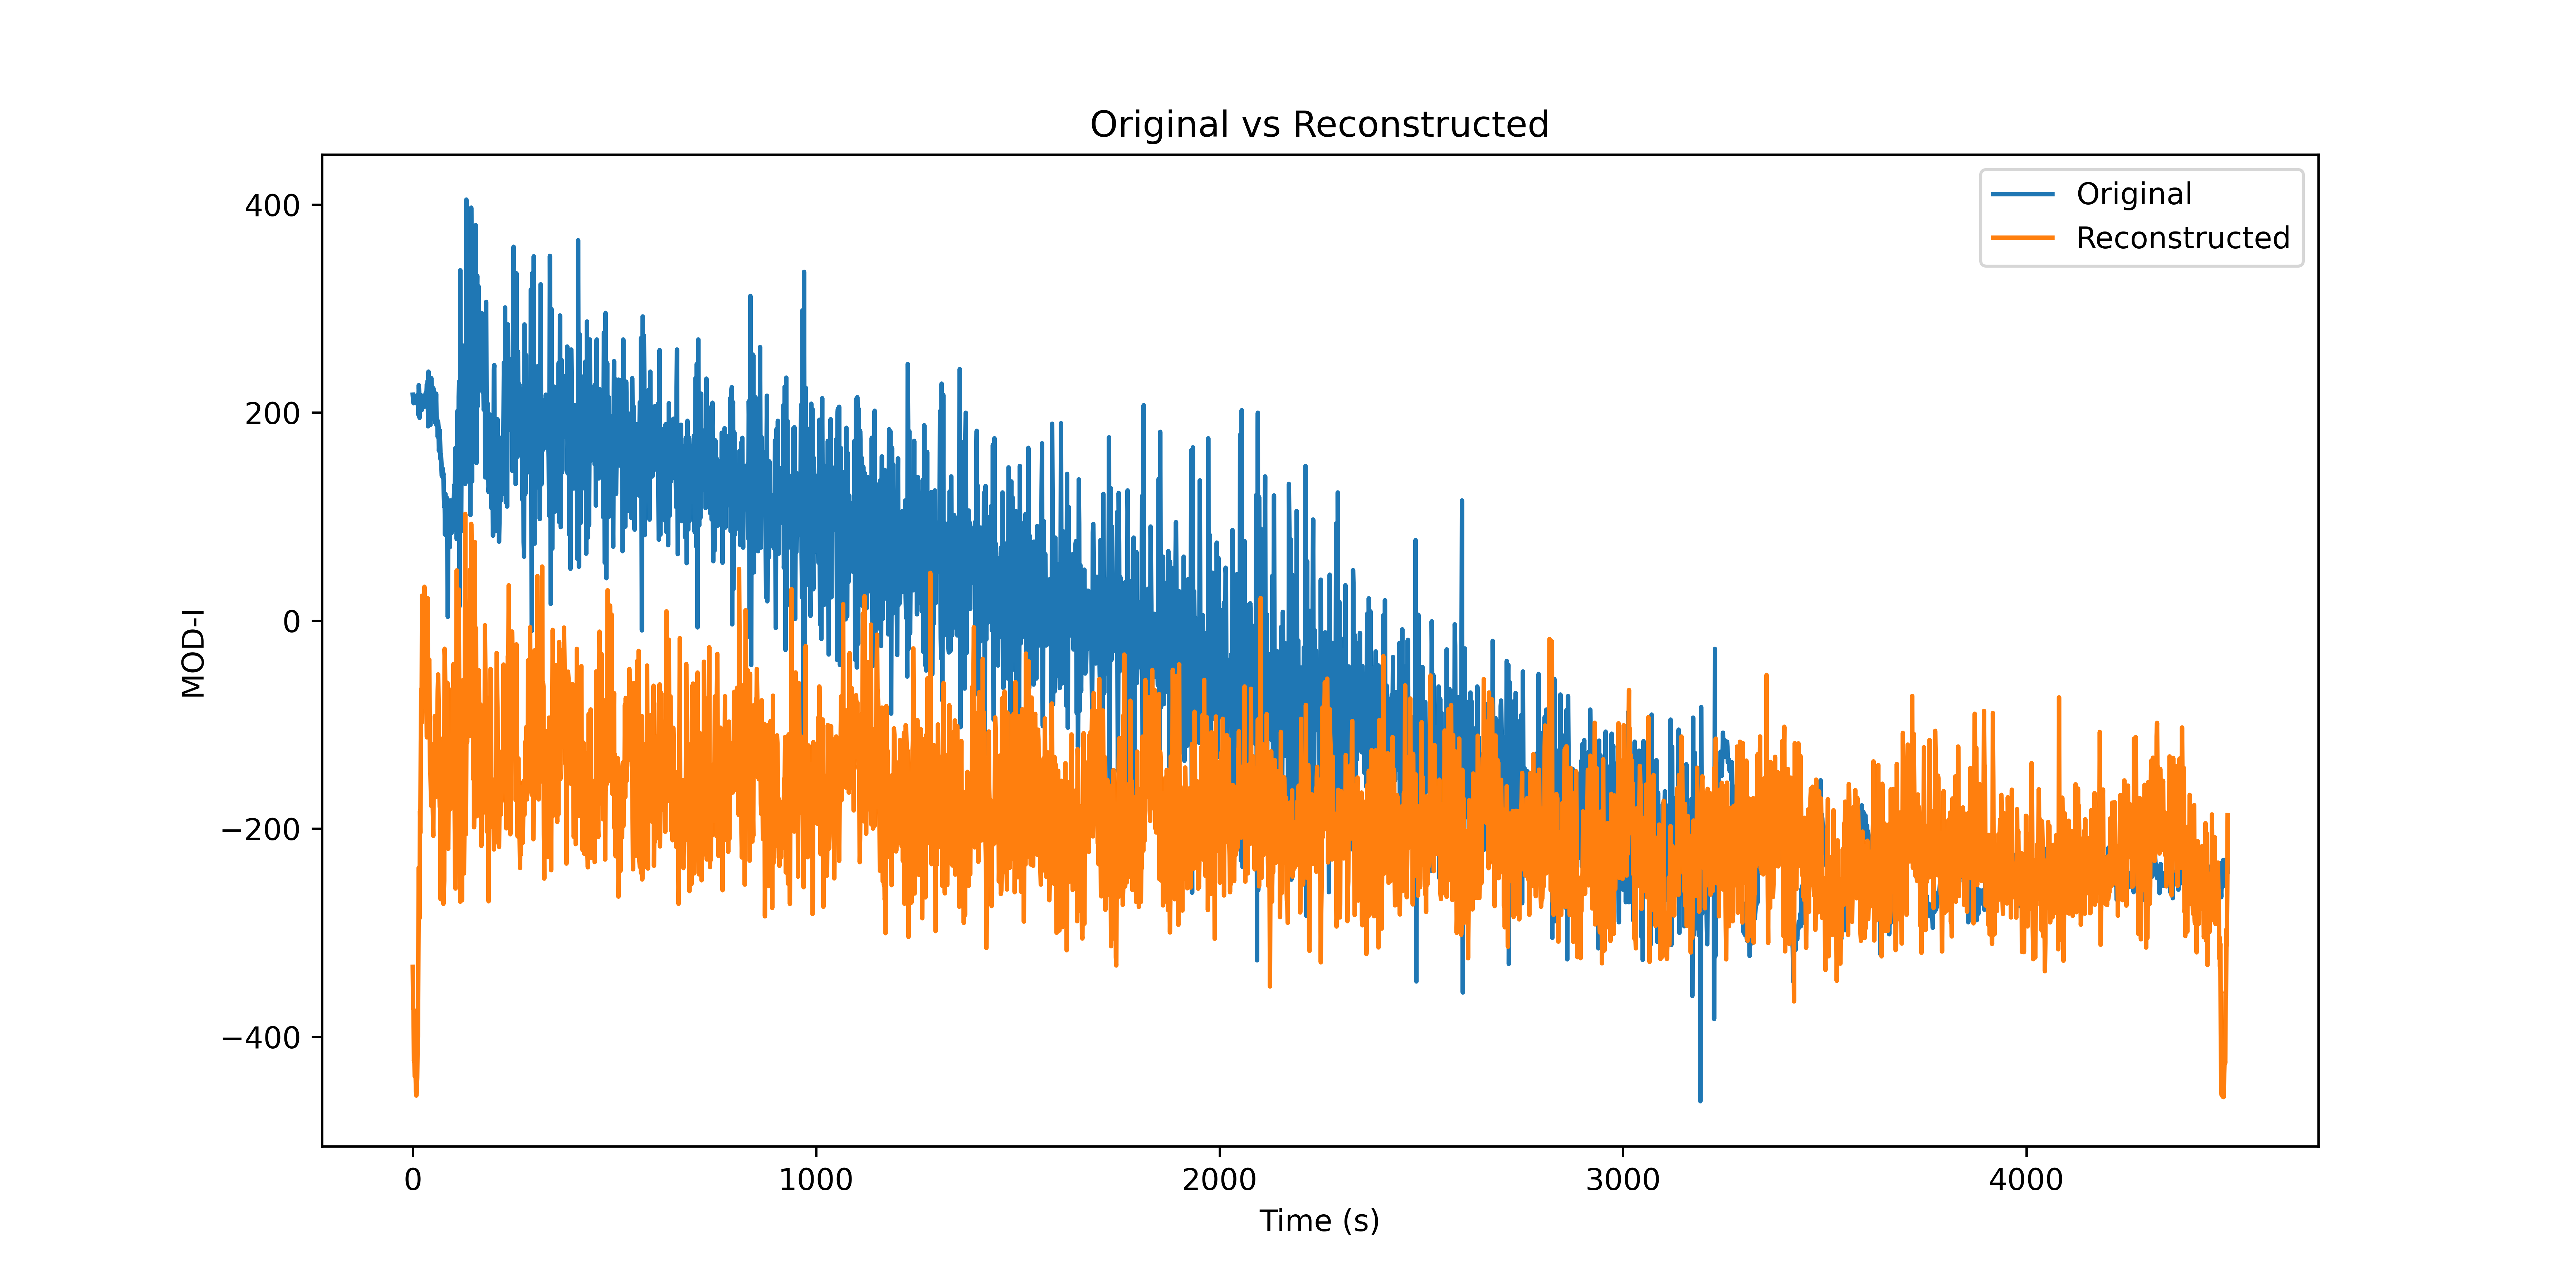 Original vs Reconstructed
Original
Reconstructed
MOD-I
400
200
0
−200
−400
0
1000
2000
3000
4000
Time (s)